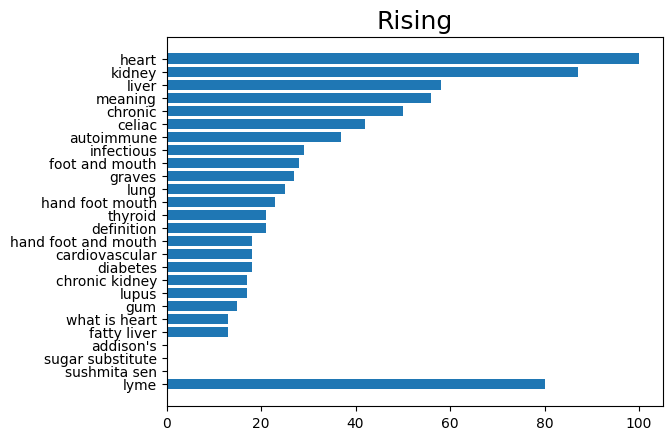 Rising
heart
kidney
liver
meaning
chronic
celiac
autoimmune
infectious
foot and mouth
graves
lung
hand foot mouth
thyroid
definition
hand foot and mouth
cardiovascular
diabetes
chronic kidney
lupus
gum
what is heart
fatty liver
addison's
sugar substitute
sushmita sen
lyme
0 20 40 60 80 100